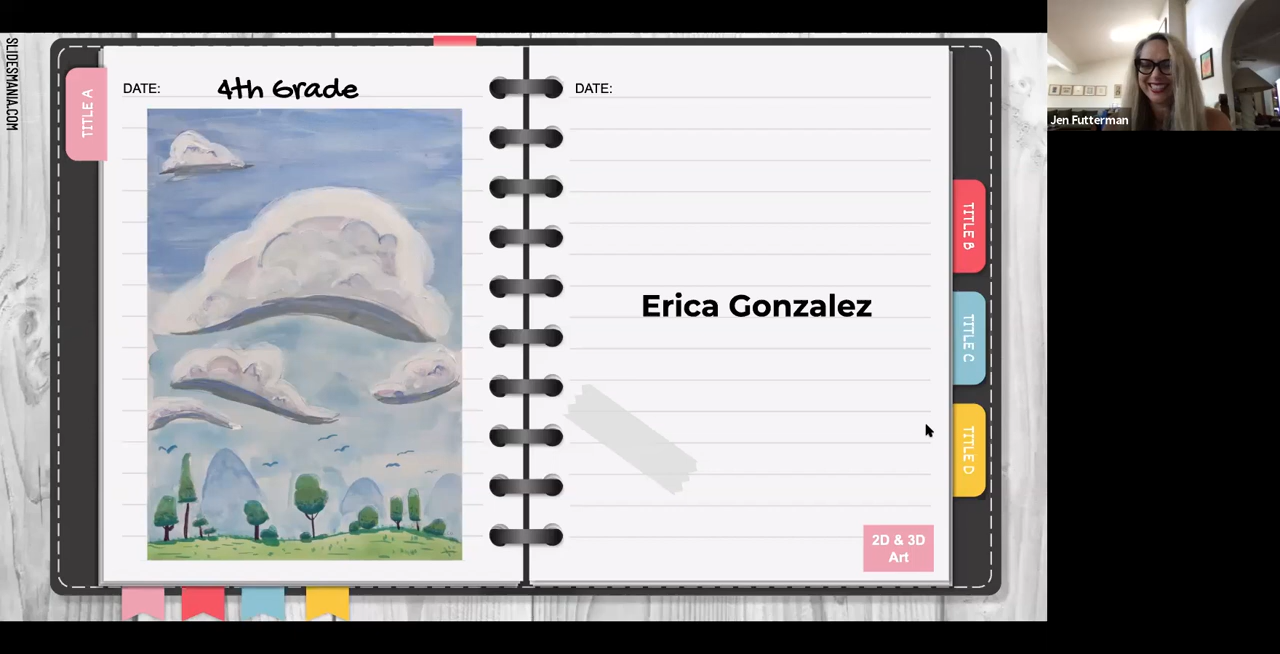 SLIDESMANIA.COM
TITLE A
DATE:
4th Grade
DATE:
Erica Gonzalez
TITLE B
TITLE C
TITLE D
2D & 3D
Art
Jen Futterman